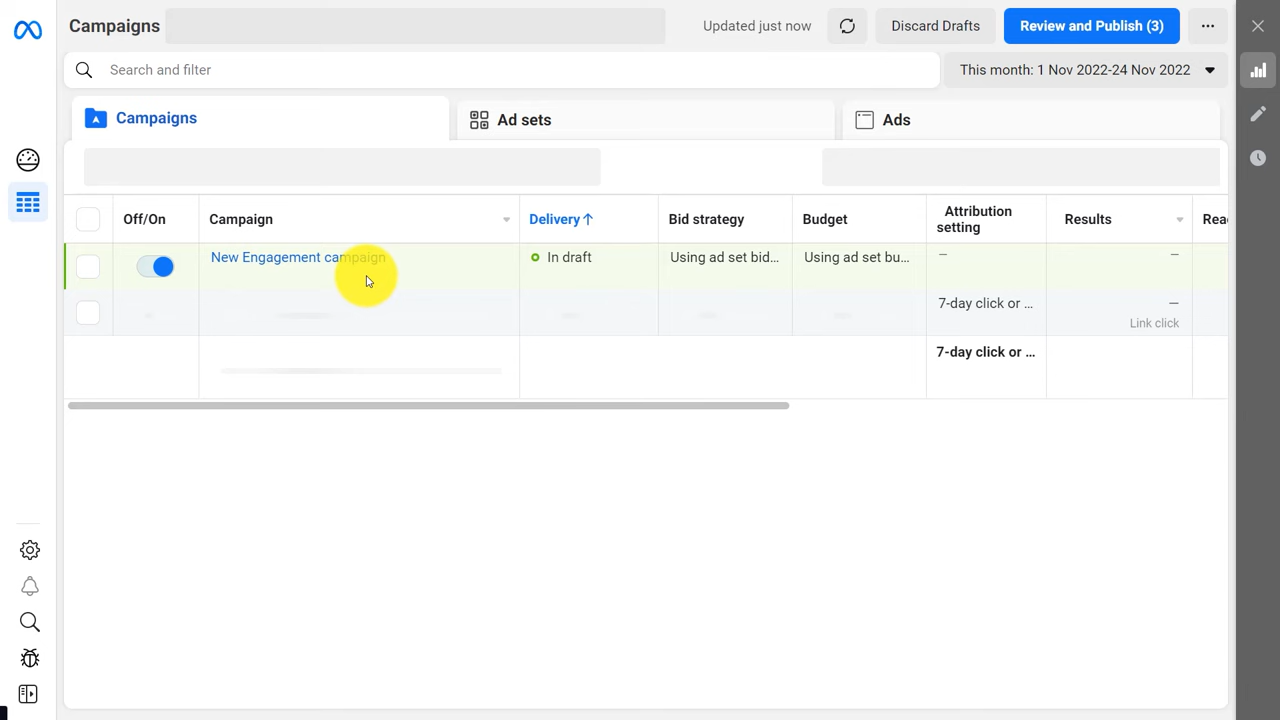 Campaigns
Updated just now
Discard Drafts
Review and Publish (3)
Search and filter
This month: 1 Nov 2022-24 Nov 2022
Campaigns
Ad sets
Ads
Off/On
Campaign
Delivery↑
Bid strategy
Budget
Attribution
setting
Results
Rea
New Engagement campaign
In draft
Using ad set bid...
Using ad set bu...
—
—
7-day click or ...
—
Link click
7-day click or ...